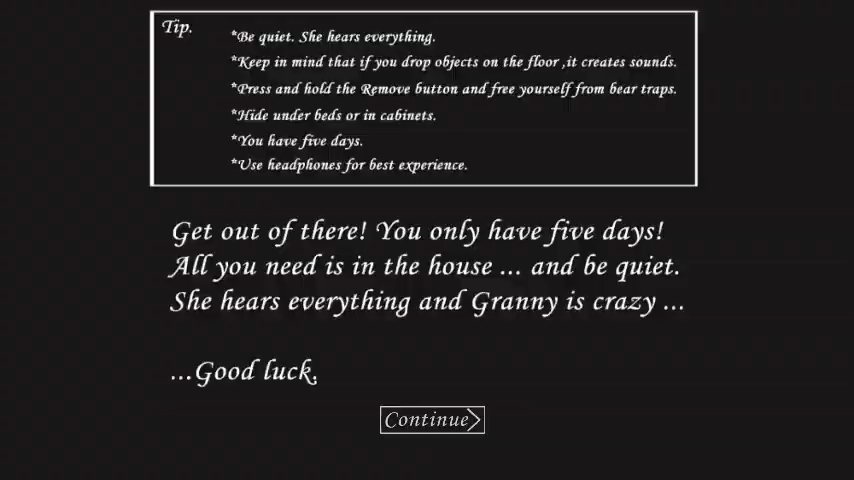 Tip.
*Be quiet. She hears everything.
*Keep in mind that if you drop objects on the floor ,it creates sounds.
*Press and hold the Remove button and free yourself from bear traps.
*Hide under beds or in cabinets.
*You have five days.
*Use headphones for best experience.
Get out of there! You only have five days!
All you need is in the house ... and be quiet.
She hears everything and Granny is crazy ...
...Good luck.
Continue>